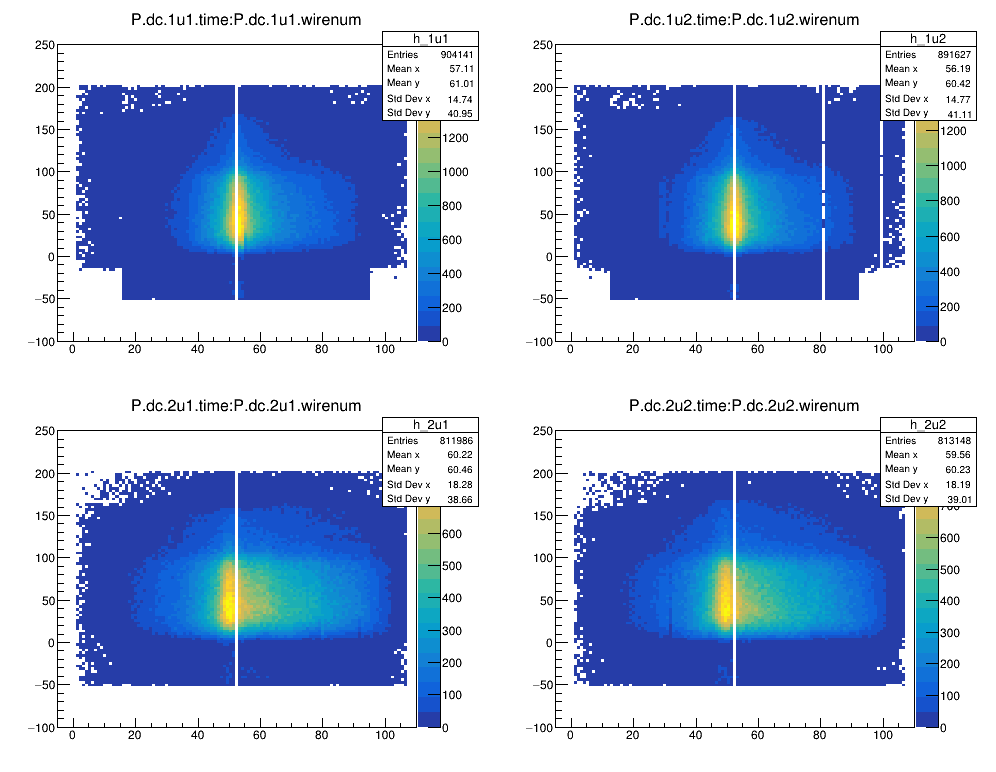 P.dc.1u1.time:P.dc.1u1.wirenum
h_1u1
Entries 904141
Mean x 57.11
Mean y 61.01
Std Dev x 14.74
Std Dev y 40.95
250
200
150
100
50
0
−50
−100
0 20 40 60 80 100
1200
1000
800
600
400
200
0
P.dc.1u2.time:P.dc.1u2.wirenum
h_1u2
Entries 891627
Mean x 56.19
Mean y 60.42
Std Dev x 14.77
Std Dev y 41.11
250
200
150
100
50
0
−50
−100
0 20 40 60 80 100
1200
1000
800
600
400
200
0
P.dc.2u1.time:P.dc.2u1.wirenum
h_2u1
Entries 811986
Mean x 60.22
Mean y 60.46
Std Dev x 18.28
Std Dev y 38.66
250
200
150
100
50
0
−50
−100
0 20 40 60 80 100
600
500
400
300
200
100
0
P.dc.2u2.time:P.dc.2u2.wirenum
h_2u2
Entries 813148
Mean x 59.56
Mean y 60.23
Std Dev x 18.19
Std Dev y 39.01
250
200
150
100
50
0
−50
−100
0 20 40 60 80 100
700
600
500
400
300
200
100
0